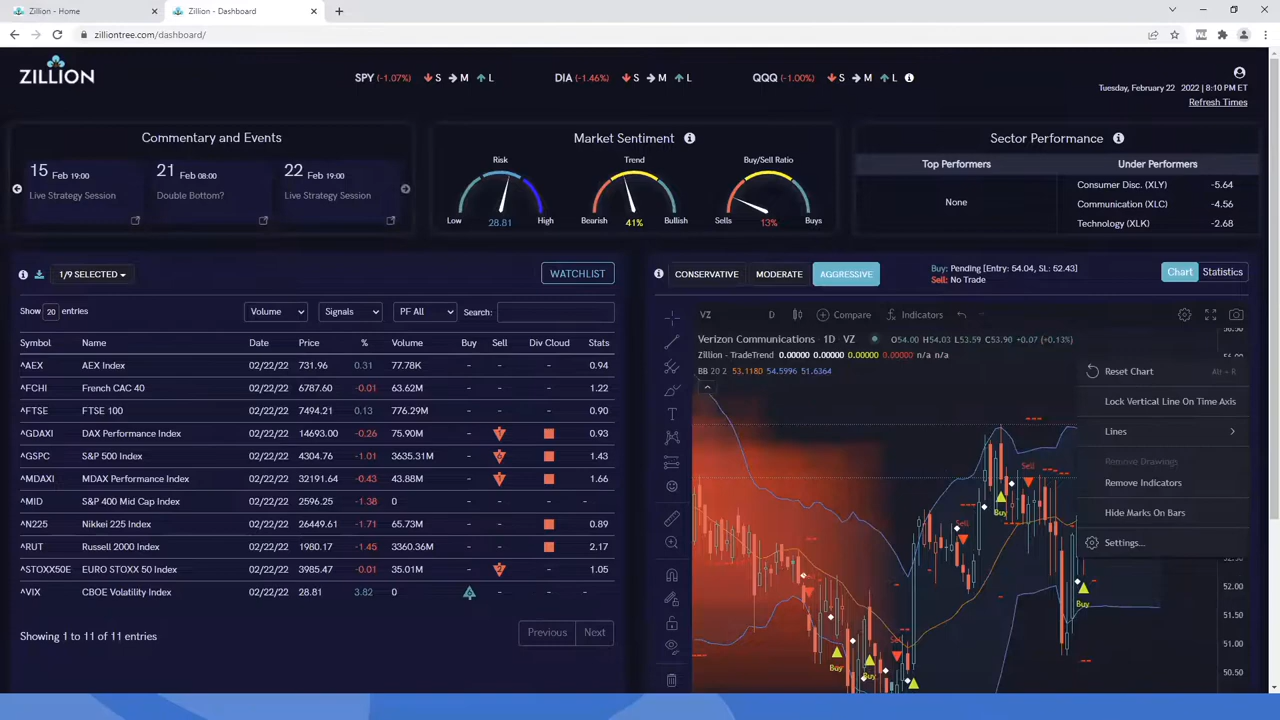 Zillion - Home
Zillion - Dashboard
zilliontree.com/dashboard/
ZILLION
SPY (-1.07%) S M L
DIA (-1.46%) S M L
QQQ (-1.00%) S M L
Tuesday, February 22 2022 | 8:10 PM ET
Refresh Times
Commentary and Events
15 Feb 19:00
Live Strategy Session
21 Feb 08:00
Double Bottom?
22 Feb 19:00
Live Strategy Session
Market Sentiment
Risk
Low 28.81 High
Trend
Bearish 41% Bullish
Buy/Sell Ratio
Sells 13% Buys
Sector Performance
Top Performers Under Performers
None
Consumer Disc. (XLY) -5.64
Communication (XLC) -4.56
Technology (XLK) -2.68
1/9 SELECTED
WATCHLIST
Show 20 entries
Volume
Signals
PF All
Search:
Symbol Name Date Price % Volume Buy Sell Div Cloud Stats
^AEX AEX Index 02/22/22 731.96 0.31 77.78K - - - 0.94
^FCHI French CAC 40 02/22/22 6787.60 -0.01 63.62M - - - 1.22
^FTSE FTSE 100 02/22/22 7494.21 0.13 776.29M - - - 0.90
^GDAXI DAX Performance Index 02/22/22 14693.00 -0.26 75.90M - 0.93
^GSPC S&P 500 Index 02/22/22 4304.76 -1.01 3635.31M - 1.43
^MDAXI MDAX Performance Index 02/22/22 32191.64 -0.43 43.88M - 1.66
^MID S&P 400 Mid Cap Index 02/22/22 2596.25 -1.38 0 - - - -
^N225 Nikkei 225 Index 02/22/22 26449.61 -1.71 65.73M - - 0.89
^RUT Russell 2000 Index 02/22/22 1980.17 -1.45 3360.36M - - 2.17
^STOXX50E EURO STOXX 50 Index 02/22/22 3985.47 -0.01 35.01M - - 1.05
^VIX CBOE Volatility Index 02/22/22 28.81 3.82 0 - - -
Showing 1 to 11 of 11 entries
Previous Next
CONSERVATIVE
MODERATE
AGGRESSIVE
Buy: Pending [Entry: 54.04, SL: 52.43]
Sell: No Trade
Chart
Statistics
VZ D Compare Indicators
Verizon Communications 1D VZ O54.00 H54.03 L53.59 C53.90 +0.07 (+0.13%)
Zillion - TradeTrend 0.00000 0.00000 0.00000 0.00000 n/a n/a
BB 20 2 53.1180 54.5996 51.6364
Reset Chart Alt + R
Lock Vertical Line On Time Axis
Lines
Remove Drawings
Remove Indicators
Hide Marks On Bars
Settings...
Sell
Sell
Buy
Buy
Buy
Buy
52.00
51.50
51.00
50.50